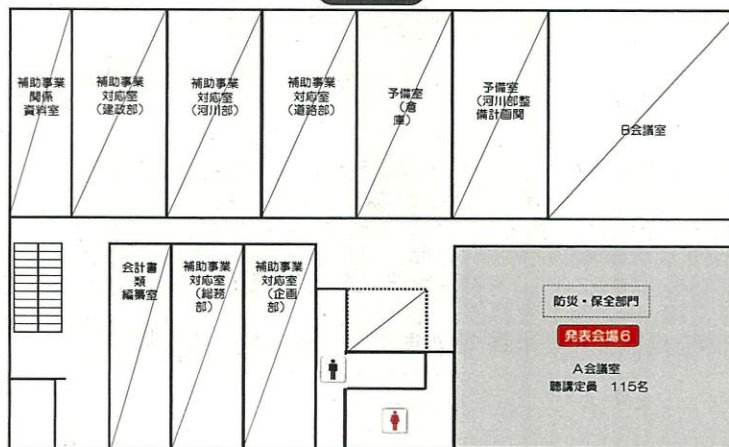 補助事業
関係
資料室
補助事業
対応室
（建政部）
補助事業
対応室
（河川部）
補助事業
対応室
（道路部）
予備室
（倉
庫）
予備室
（河川部整
備計画関
B会議室
会計書
類
編纂室
補助事業
対応室
（総務
部）
補助事業
対応室
（企画
部）
防災・保全部門
発表会場6
A会議室
聴講定員　115名